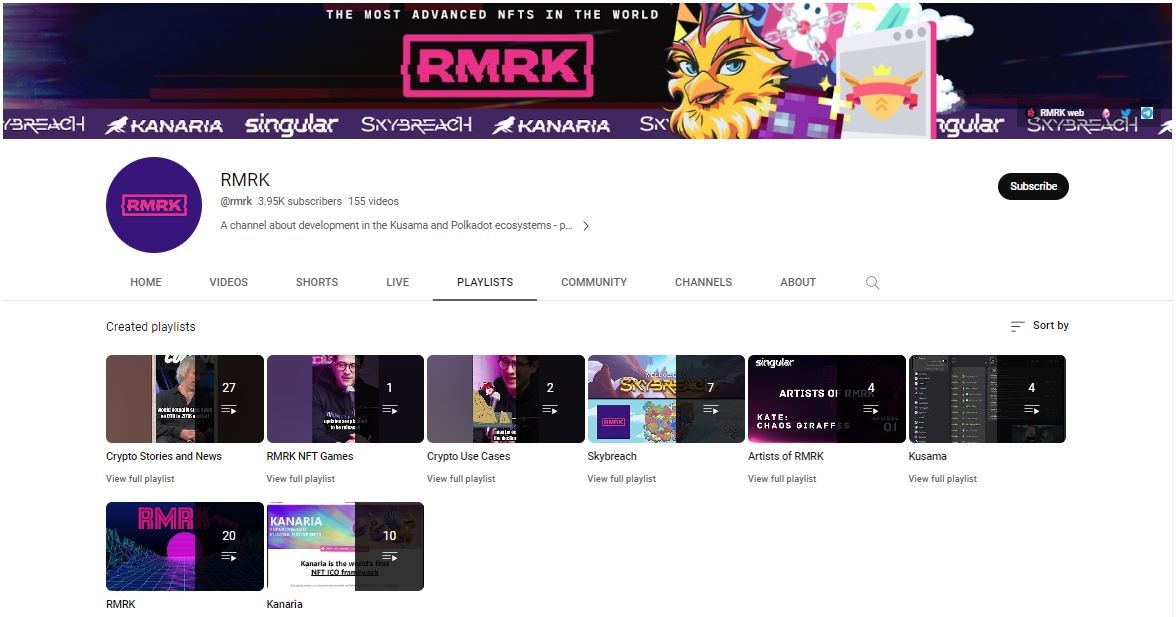 THE MOST ADVANCED NFTS IN THE WORLD
RMRK
YBREACH KANARIA singular SKYBREACH KANARIA SK ngular SKYBREACH
RMRK web
RMRK
RMRK
@rmrk 3.95K subscribers 155 videos
A channel about development in the Kusama and Polkadot ecosystems - p...
Subscribe
HOME VIDEOS SHORTS LIVE PLAYLISTS COMMUNITY CHANNELS ABOUT
Created playlists
Sort by
27
1
2
SKYBREACH
RMRK
7
singular
ARTISTS OF RMRK
KATE:
CHAOS GIRAFFES
EPISODE
01
4
4
Crypto Stories and News RMRK NFT Games Crypto Use Cases Skybreach Artists of RMRK Kusama
View full playlist View full playlist View full playlist View full playlist View full playlist View full playlist
RMRK
20
KANARIA
10
Kanaria is the world's first
NFT ICO framework
RMRK Kanaria